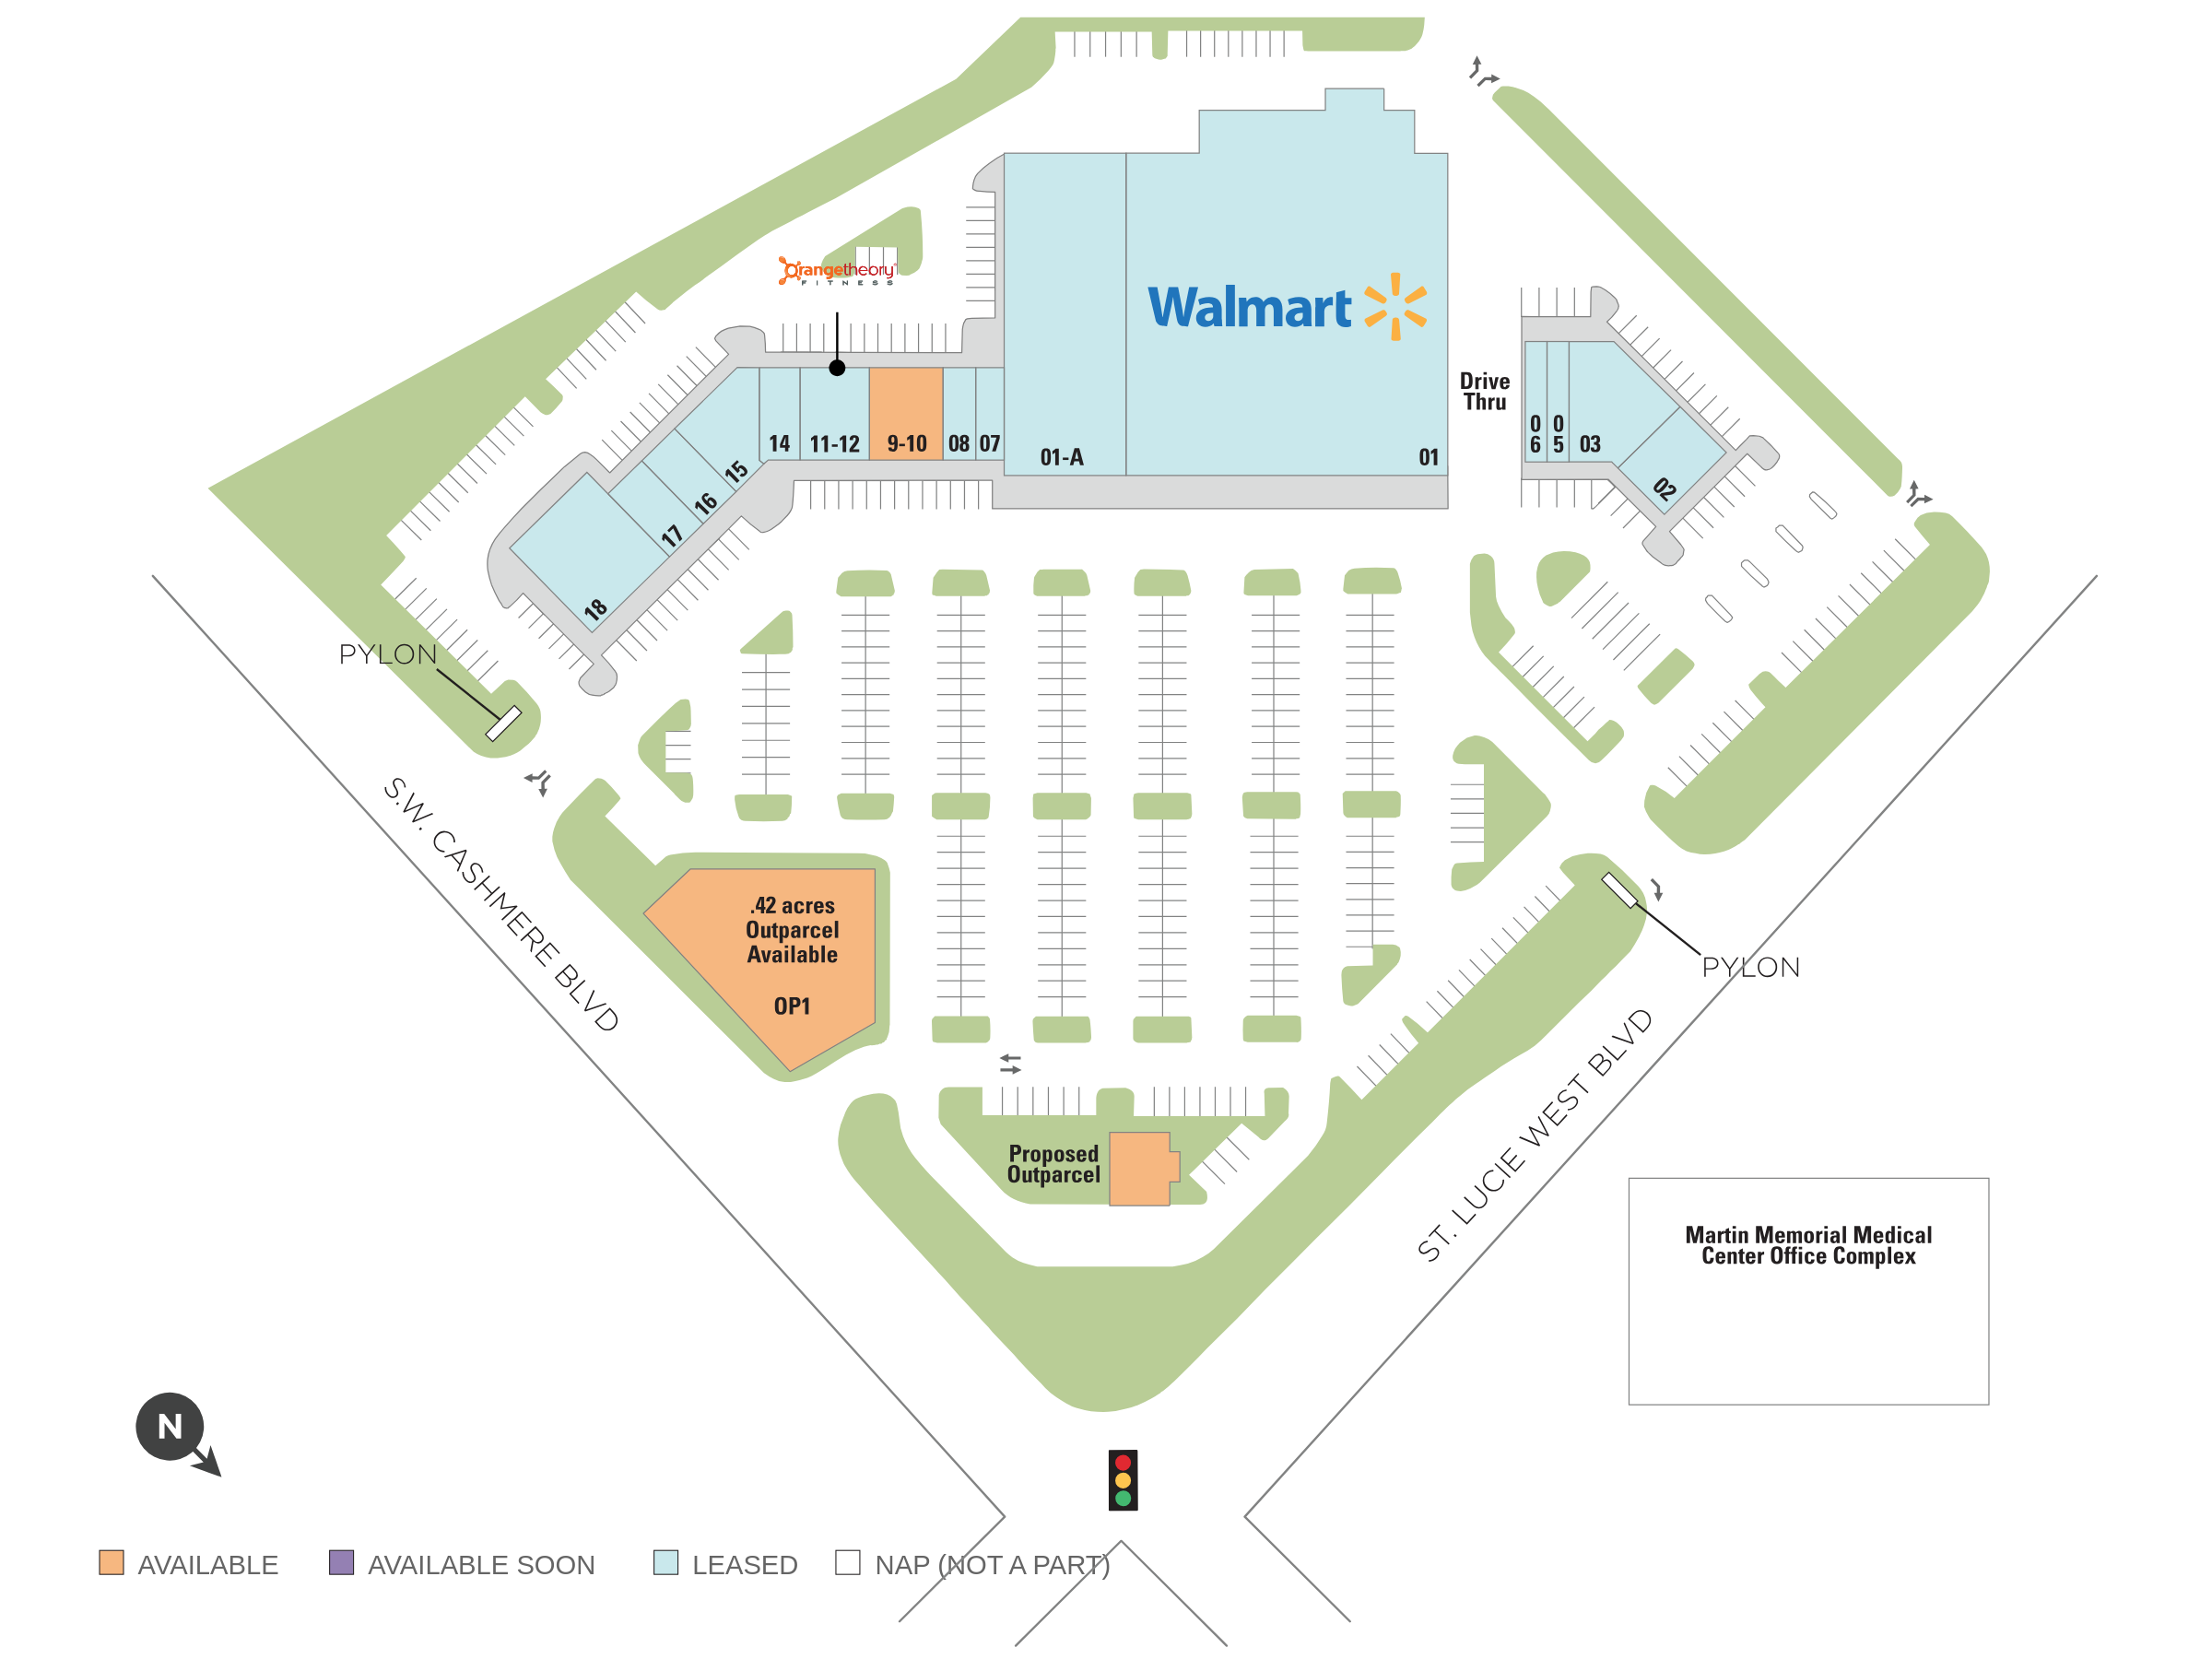 orangetheory
FITNESS
Walmart
Drive
Thru
14
11-12
9-10
08
07
01-A
01
0
6
0
5
03
02
15
16
17
18
PYLON
S.W. CASHMERE BLVD
.42 acres
Outparcel
Available
OP1
PYLON
ST. LUCIE WEST BLVD
Proposed
Outparcel
Martin Memorial Medical
Center Office Complex
N
AVAILABLE
AVAILABLE SOON
LEASED
NAP (NOT A PART)